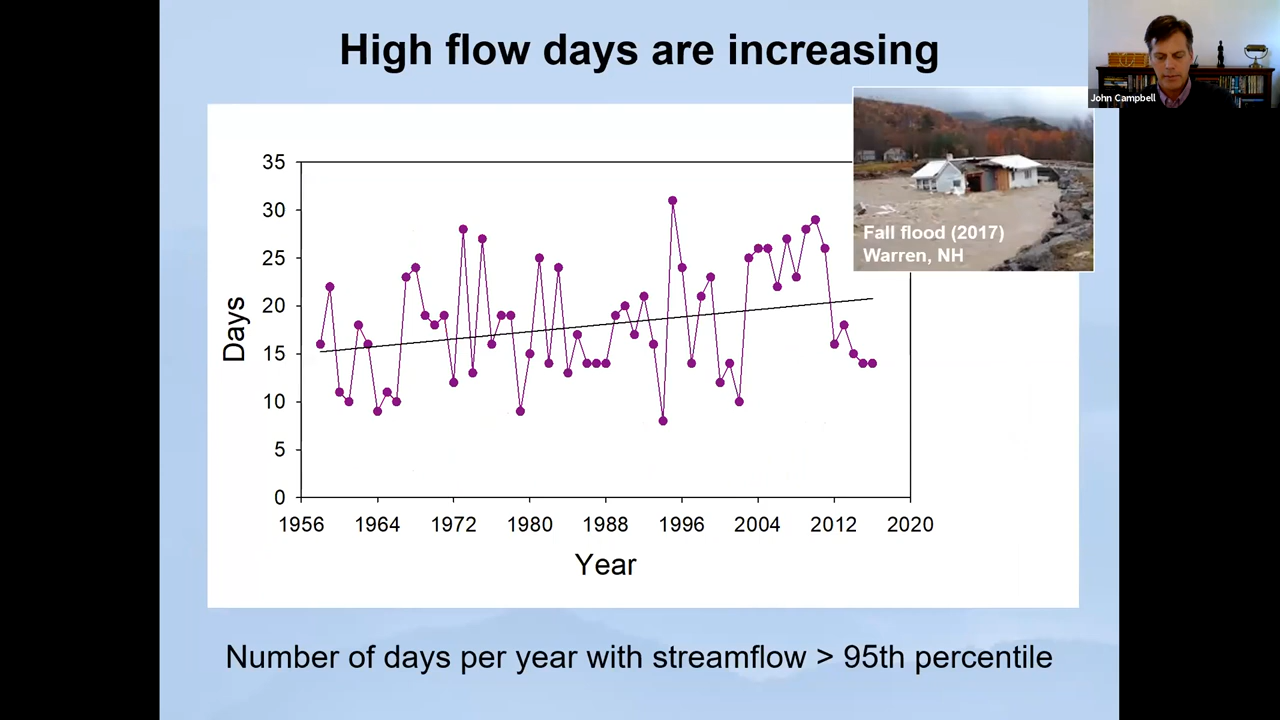 High flow days are increasing
John Campbell
Fall flood (2017)
Warren, NH
35
30
25
20
15
10
5
0
Days
1956 1964 1972 1980 1988 1996 2004 2012 2020
Year
Number of days per year with streamflow > 95th percentile